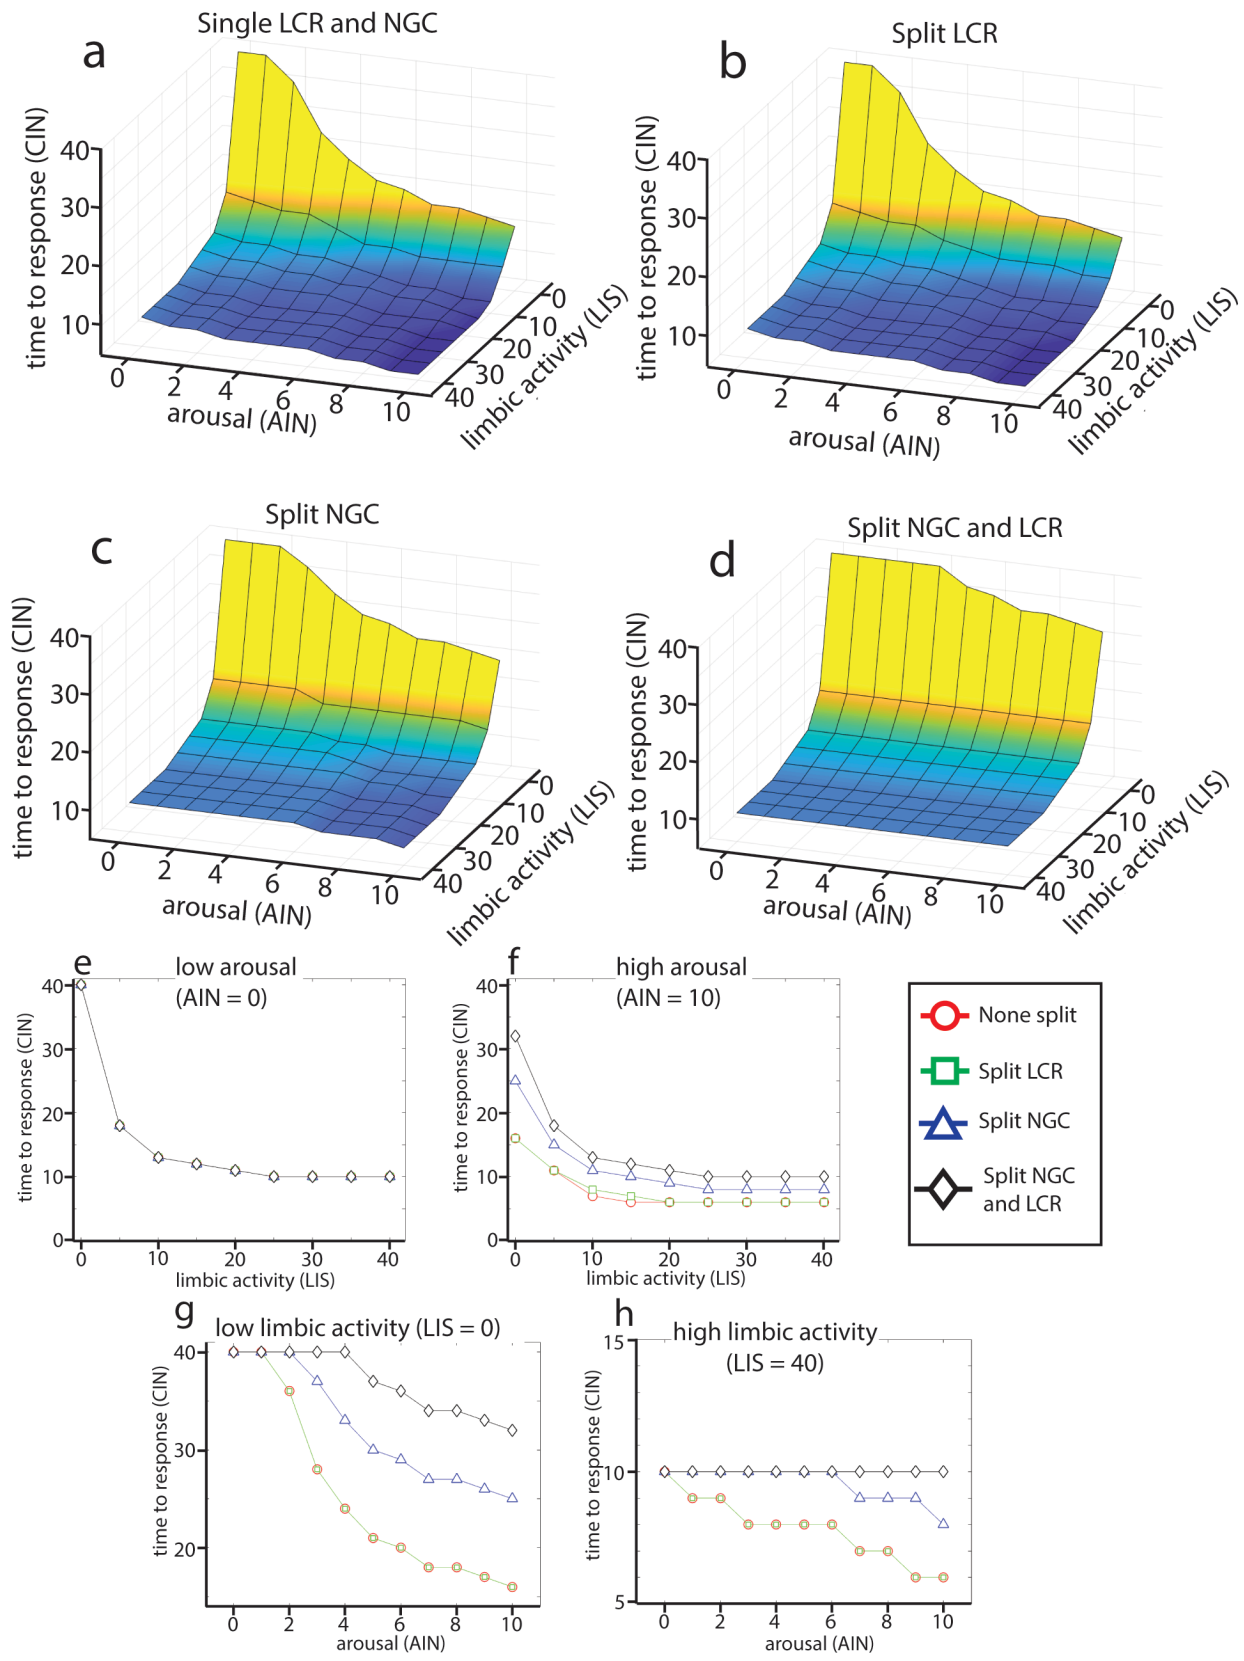 Single LCR and NGC
a
time to response (CIN)
40
30
20
10
0
2
4
6
8
10
arousal (AIN)
0
10
20
30
40
limbic activity (LIS)
Split LCR
b
time to response (CIN)
40
30
20
10
0
2
4
6
8
10
arousal (AIN)
0
10
20
30
40
limbic activity (LIS)
Split NGC
c
time to response (CIN)
40
30
20
10
0
2
4
6
8
10
arousal (AIN)
0
10
20
30
40
limbic activity (LIS)
Split NGC and LCR
d
time to response (CIN)
40
30
20
10
0
2
4
6
8
10
arousal (AIN)
0
10
20
30
40
limbic activity (LIS)
e
low arousal
(AIN = 0)
time to response (CIN)
40
30
20
10
0
0
10
20
30
40
limbic activity (LIS)
f
high arousal
(AIN = 10)
time to response (CIN)
40
30
20
10
0
0
10
20
30
40
limbic activity (LIS)
None split
Split LCR
Split NGC
Split NGC
and LCR
g
low limbic activity (LIS = 0)
time to response (CIN)
40
30
20
0
2
4
6
8
10
arousal (AIN)
h
high limbic activity
(LIS = 40)
time to response (CIN)
15
10
5
0
2
4
6
8
10
arousal (AIN)